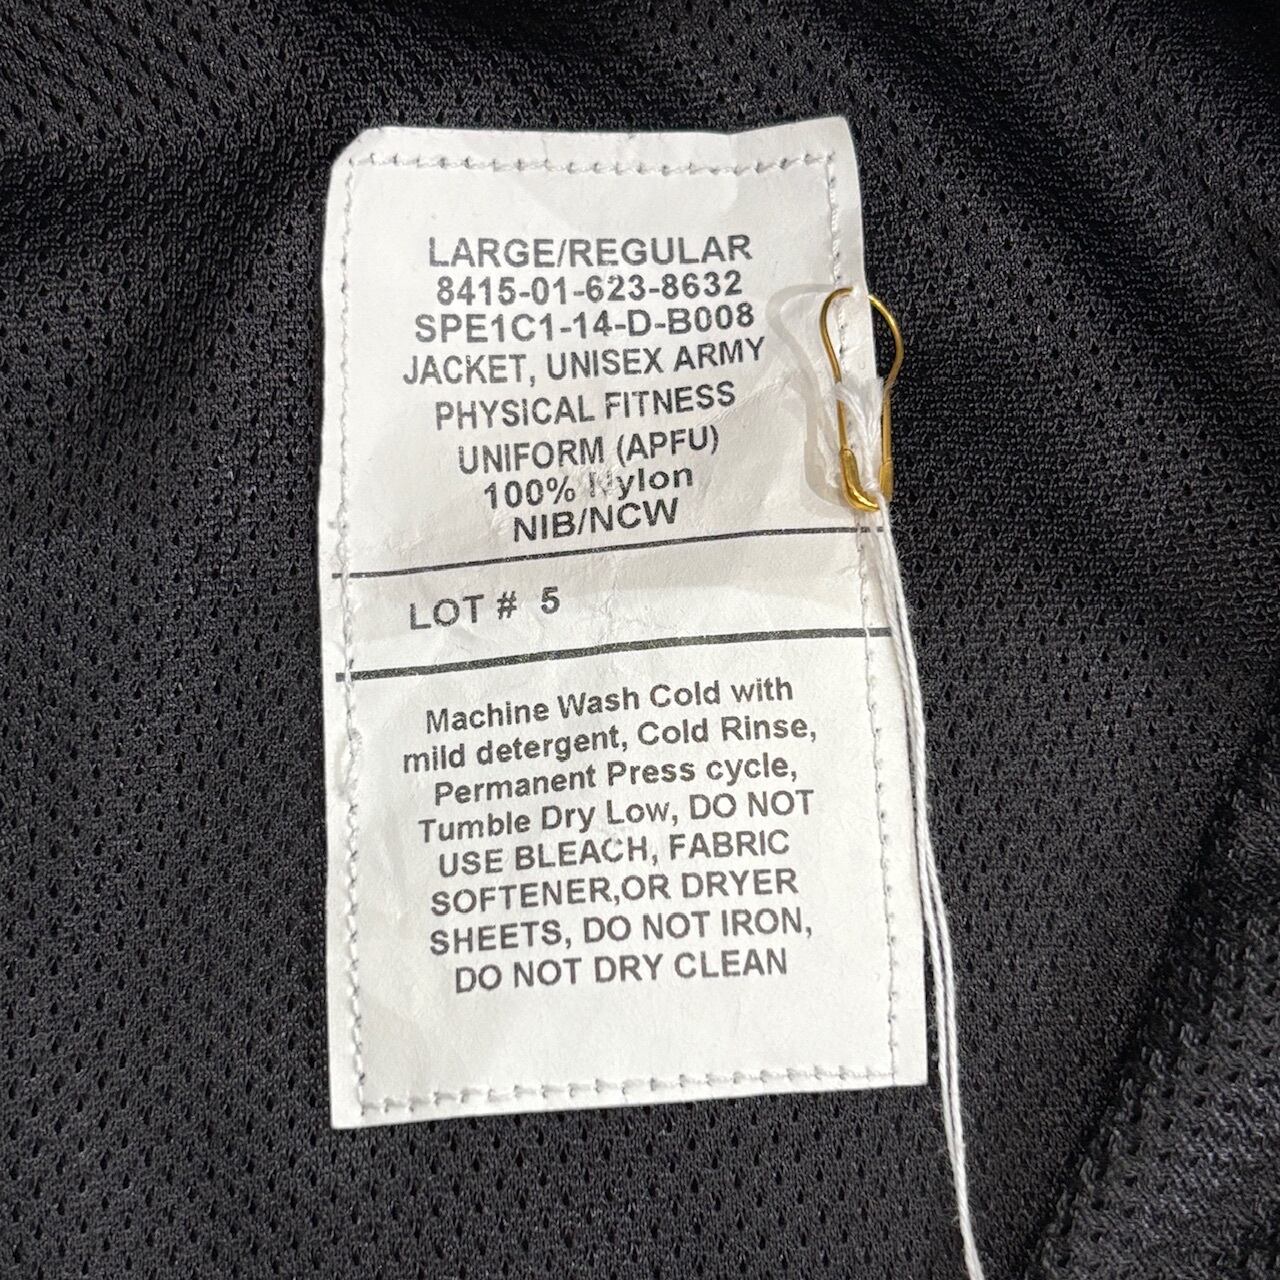 LARGE/REGULAR
8415-01-623-8632
SPE1C1-14-D-B008
JACKET, UNISEX ARMY
PHYSICAL FITNESS
UNIFORM (APFU)
100% Nylon
NIB/NCW
LOT # 5
Machine Wash Cold with
mild detergent, Cold Rinse,
Permanent Press cycle,
Tumble Dry Low, DO NOT
USE BLEACH, FABRIC
SOFTENER,OR DRYER
SHEETS, DO NOT IRON,
DO NOT DRY CLEAN